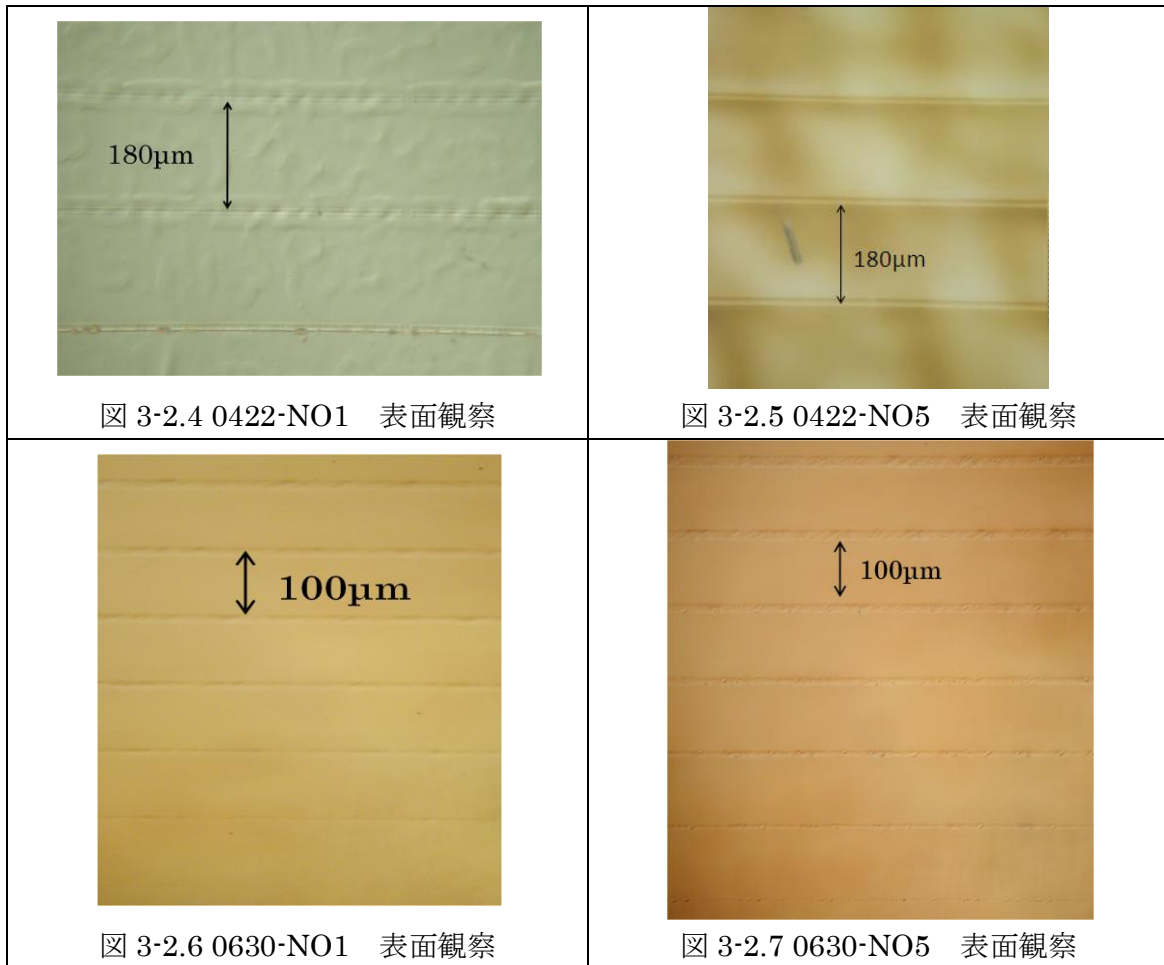 180μm
180μm
図 3-2.4 0422-NO1　表面観察
図 3-2.5 0422-NO5　表面観察
100μm
100μm
図 3-2.6 0630-NO1　表面観察
図 3-2.7 0630-NO5　表面観察